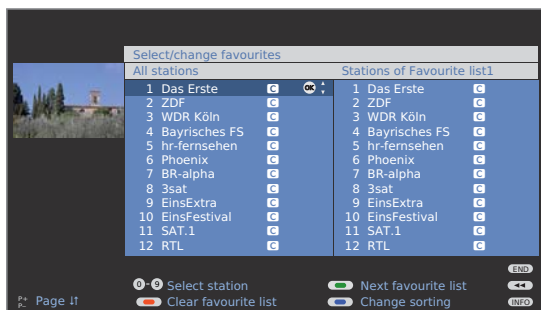 Select/change favourites
All stations Stations of Favourite list1
1 Das Erste C OK 1 Das Erste C
2 ZDF C 2 ZDF C
3 WDR Köln C 3 WDR Köln C
4 Bayrisches FS C 4 Bayrisches FS C
5 hr-fernsehen C 5 hr-fernsehen C
6 Phoenix C 6 Phoenix C
7 BR-alpha C 7 BR-alpha C
8 3sat C 8 3sat C
9 EinsExtra C 9 EinsExtra C
10 EinsFestival C 10 EinsFestival C
11 SAT.1 C 11 SAT.1 C
12 RTL C 12 RTL C
END
0-9 Select station Next favourite list
P+ P- Page Clear favourite list Change sorting INFO